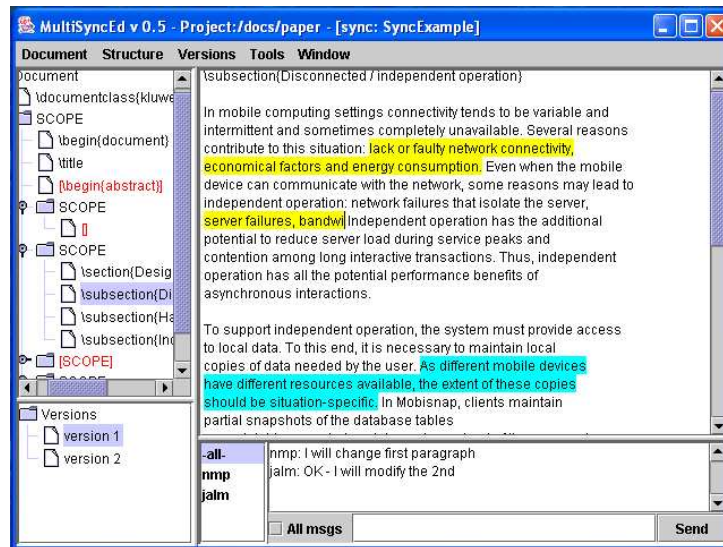 MultiSyncEd v 0.5 - Project:/docs/paper - [sync: SyncExample]
Document Structure Versions Tools Window
Document
\documentclass{kluwe
SCOPE
\begin{document}
\title
[\begin{abstract}]
SCOPE
[]
SCOPE
\section{Desig
\subsection{Di
\subsection{Ha
\subsection{Ind
[SCOPE]
SCOPE
Versions
version 1
version 2
\subsection{Disconnected / independent operation}
In mobile computing settings connectivity tends to be variable and
intermittent and sometimes completely unavailable. Several reasons
contribute to this situation: lack or faulty network connectivity,
economical factors and energy consumption. Even when the mobile
device can communicate with the network, some reasons may lead to
independent operation: network failures that isolate the server,
server failures, bandwi Independent operation has the additional
potential to reduce server load during service peaks and
contention among long interactive transactions. Thus, independent
operation has all the potential performance benefits of
asynchronous interactions.
To support independent operation, the system must provide access
to local data. To this end, it is necessary to maintain local
copies of data needed by the user. As different mobile devices
have different resources available, the extent of these copies
should be situation-specific. In Mobisnap, clients maintain
partial snapshots of the database tables
-all-
nmp
jalm
nmp: I will change first paragraph
jalm: OK - I will modify the 2nd
All msgs
Send